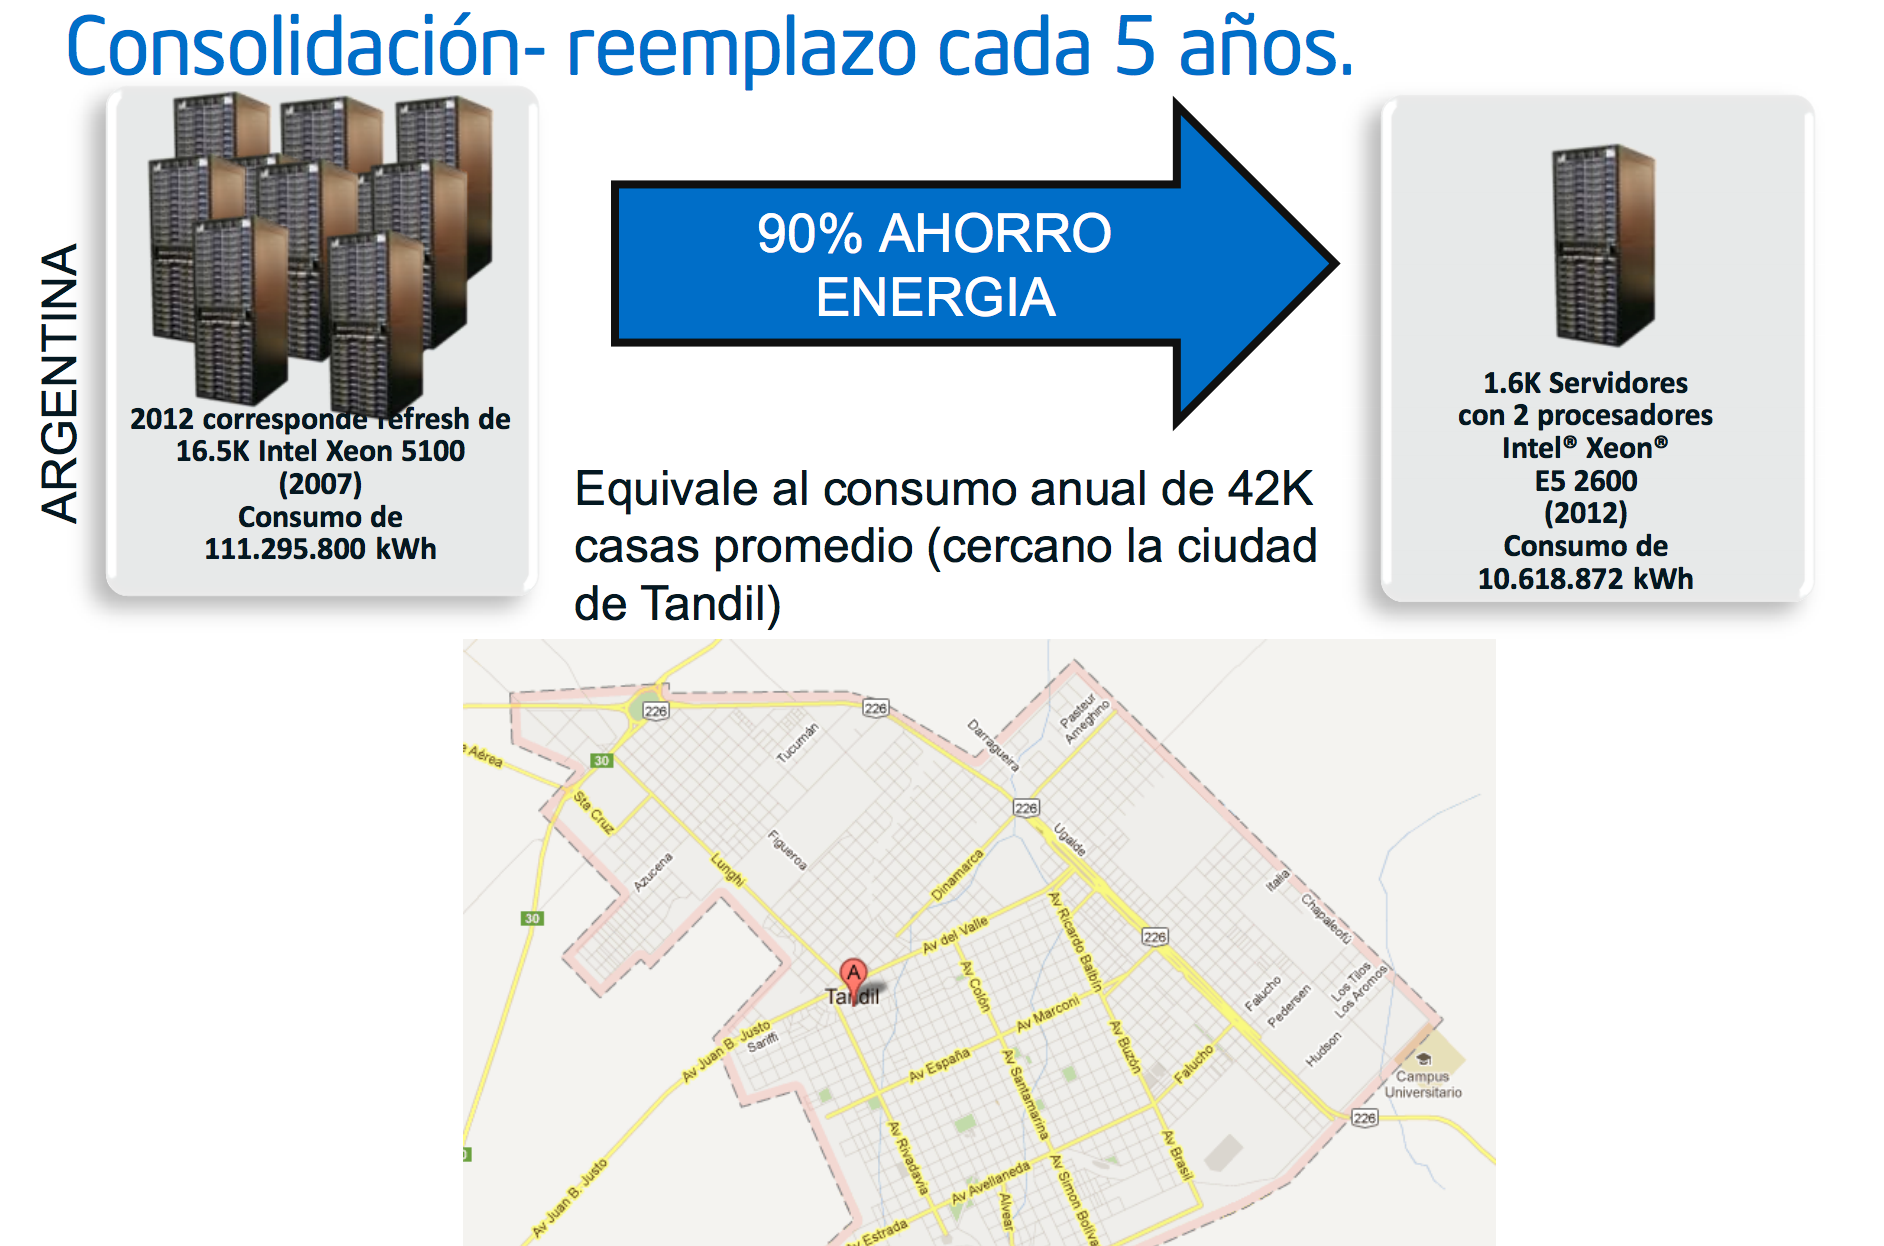 Consolidación- reemplazo cada 5 años.
ARGENTINA
2012 corresponde refresh de
16.5K Intel Xeon 5100
(2007)
Consumo de
111.295.800 kWh
90% AHORRO
ENERGIA
1.6K Servidores
con 2 procesadores
Intel® Xeon®
E5 2600
(2012)
Consumo de
10.618.872 kWh
Equivale al consumo anual de 42K
casas promedio (cercano la ciudad
de Tandil)
226
226
Pasteur
Ameghino
Darragueira
Tucumán
30
Aérea
Sta Cruz
226
Ugalde
Figueroa
Azucena
Lunghi
Dinamarca
Italia
Chapaleofú
30
Av del Valle
Av Ricardo Balbín
226
A
Tandil
Av Colón
Av Marconi
Falucho
Pedersen
Los Tilos
Los Aromos
Hudson
Av Juan B. Justo
Sariffi
Av España
Av Santamarina
Av Buzón
Falucho
Campus
Universitario
226
Av Rivadavia
Av Avellaneda
Av Brasil
Av Juan B. Justo
Av Simon Boliva
Alvear
Av Estrada